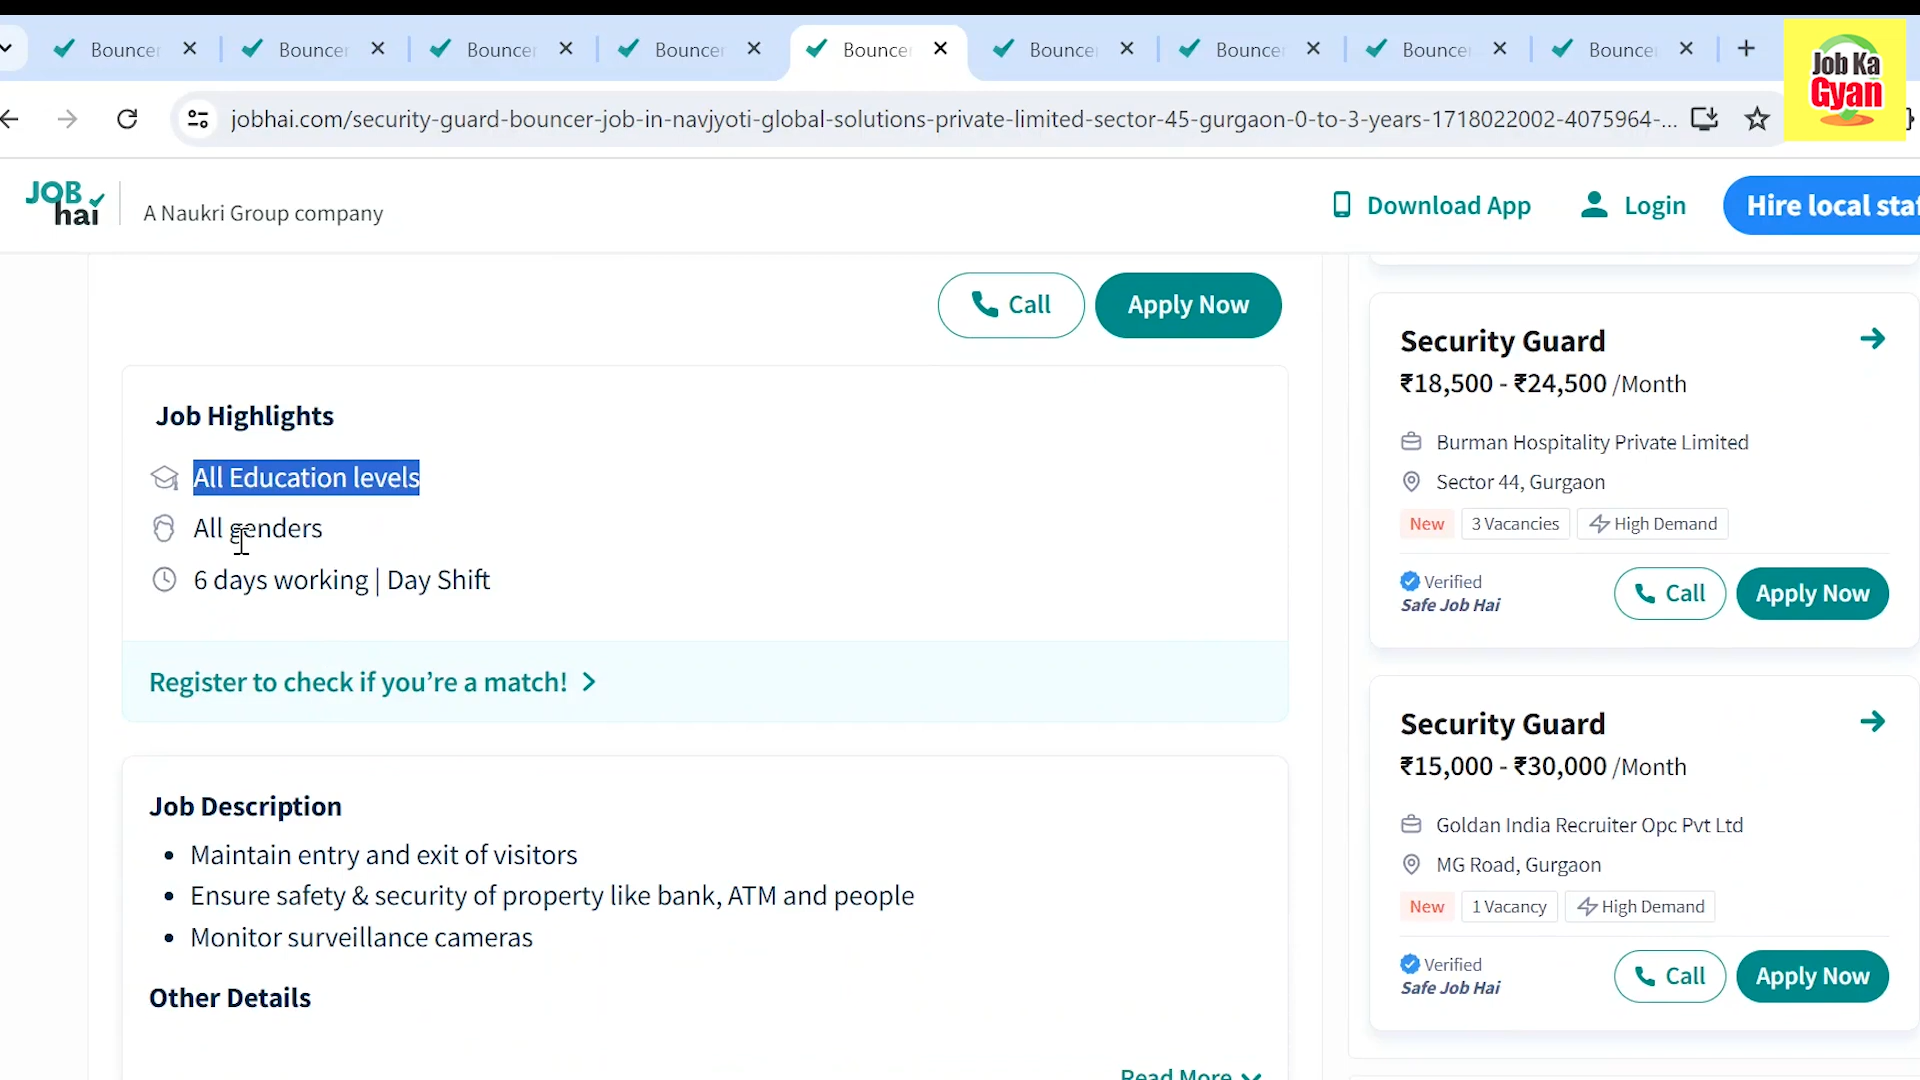 Bouncer
Bouncer
Bouncer
Bouncer
Bouncer
Bouncer
Bouncer
Bouncer
Bouncer
Job Ka
Gyan
jobhai.com/security-guard-bouncer-job-in-navjyoti-global-solutions-private-limited-sector-45-gurgaon-0-to-3-years-1718022002-4075964-...
JOB
hai
A Naukri Group company
Download App
Login
Hire local staf
Call
Apply Now
Job Highlights
All Education levels
All genders
6 days working | Day Shift
Register to check if you're a match!
Job Description
• Maintain entry and exit of visitors
• Ensure safety & security of property like bank, ATM and people
• Monitor surveillance cameras
Other Details
Read More
Security Guard
₹18,500 - ₹24,500 /Month
Burman Hospitality Private Limited
Sector 44, Gurgaon
New 3 Vacancies High Demand
Verified
Safe Job Hai
Call
Apply Now
Security Guard
₹15,000 - ₹30,000 /Month
Goldan India Recruiter Opc Pvt Ltd
MG Road, Gurgaon
New 1 Vacancy High Demand
Verified
Safe Job Hai
Call
Apply Now